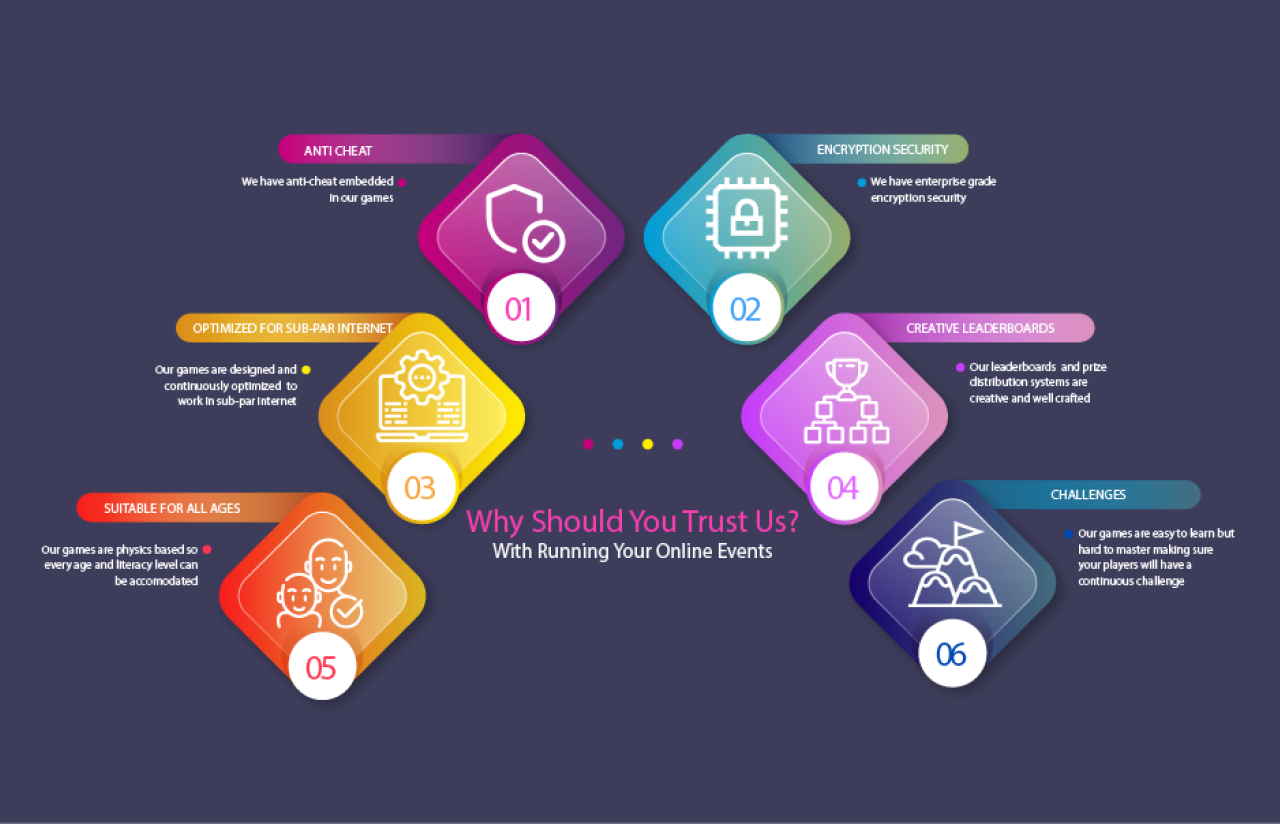 ANTI CHEAT
We have anti-cheat embedded
in our games
01
ENCRYPTION SECURITY
We have enterprise grade
encryption security
02
OPTIMIZED FOR SUB-PAR INTERNET
Our games are designed and
continuously optimized to
work in sub-par internet
03
CREATIVE LEADERBOARDS
Our leaderboards and prize
distribution systems are
creative and well crafted
04
Why Should You Trust Us?
With Running Your Online Events
SUITABLE FOR ALL AGES
Our games are physics based so
every age and literacy level can
be accomodated
05
CHALLENGES
Our games are easy to learn but
hard to master making sure
your players will have a
continuous challenge
06